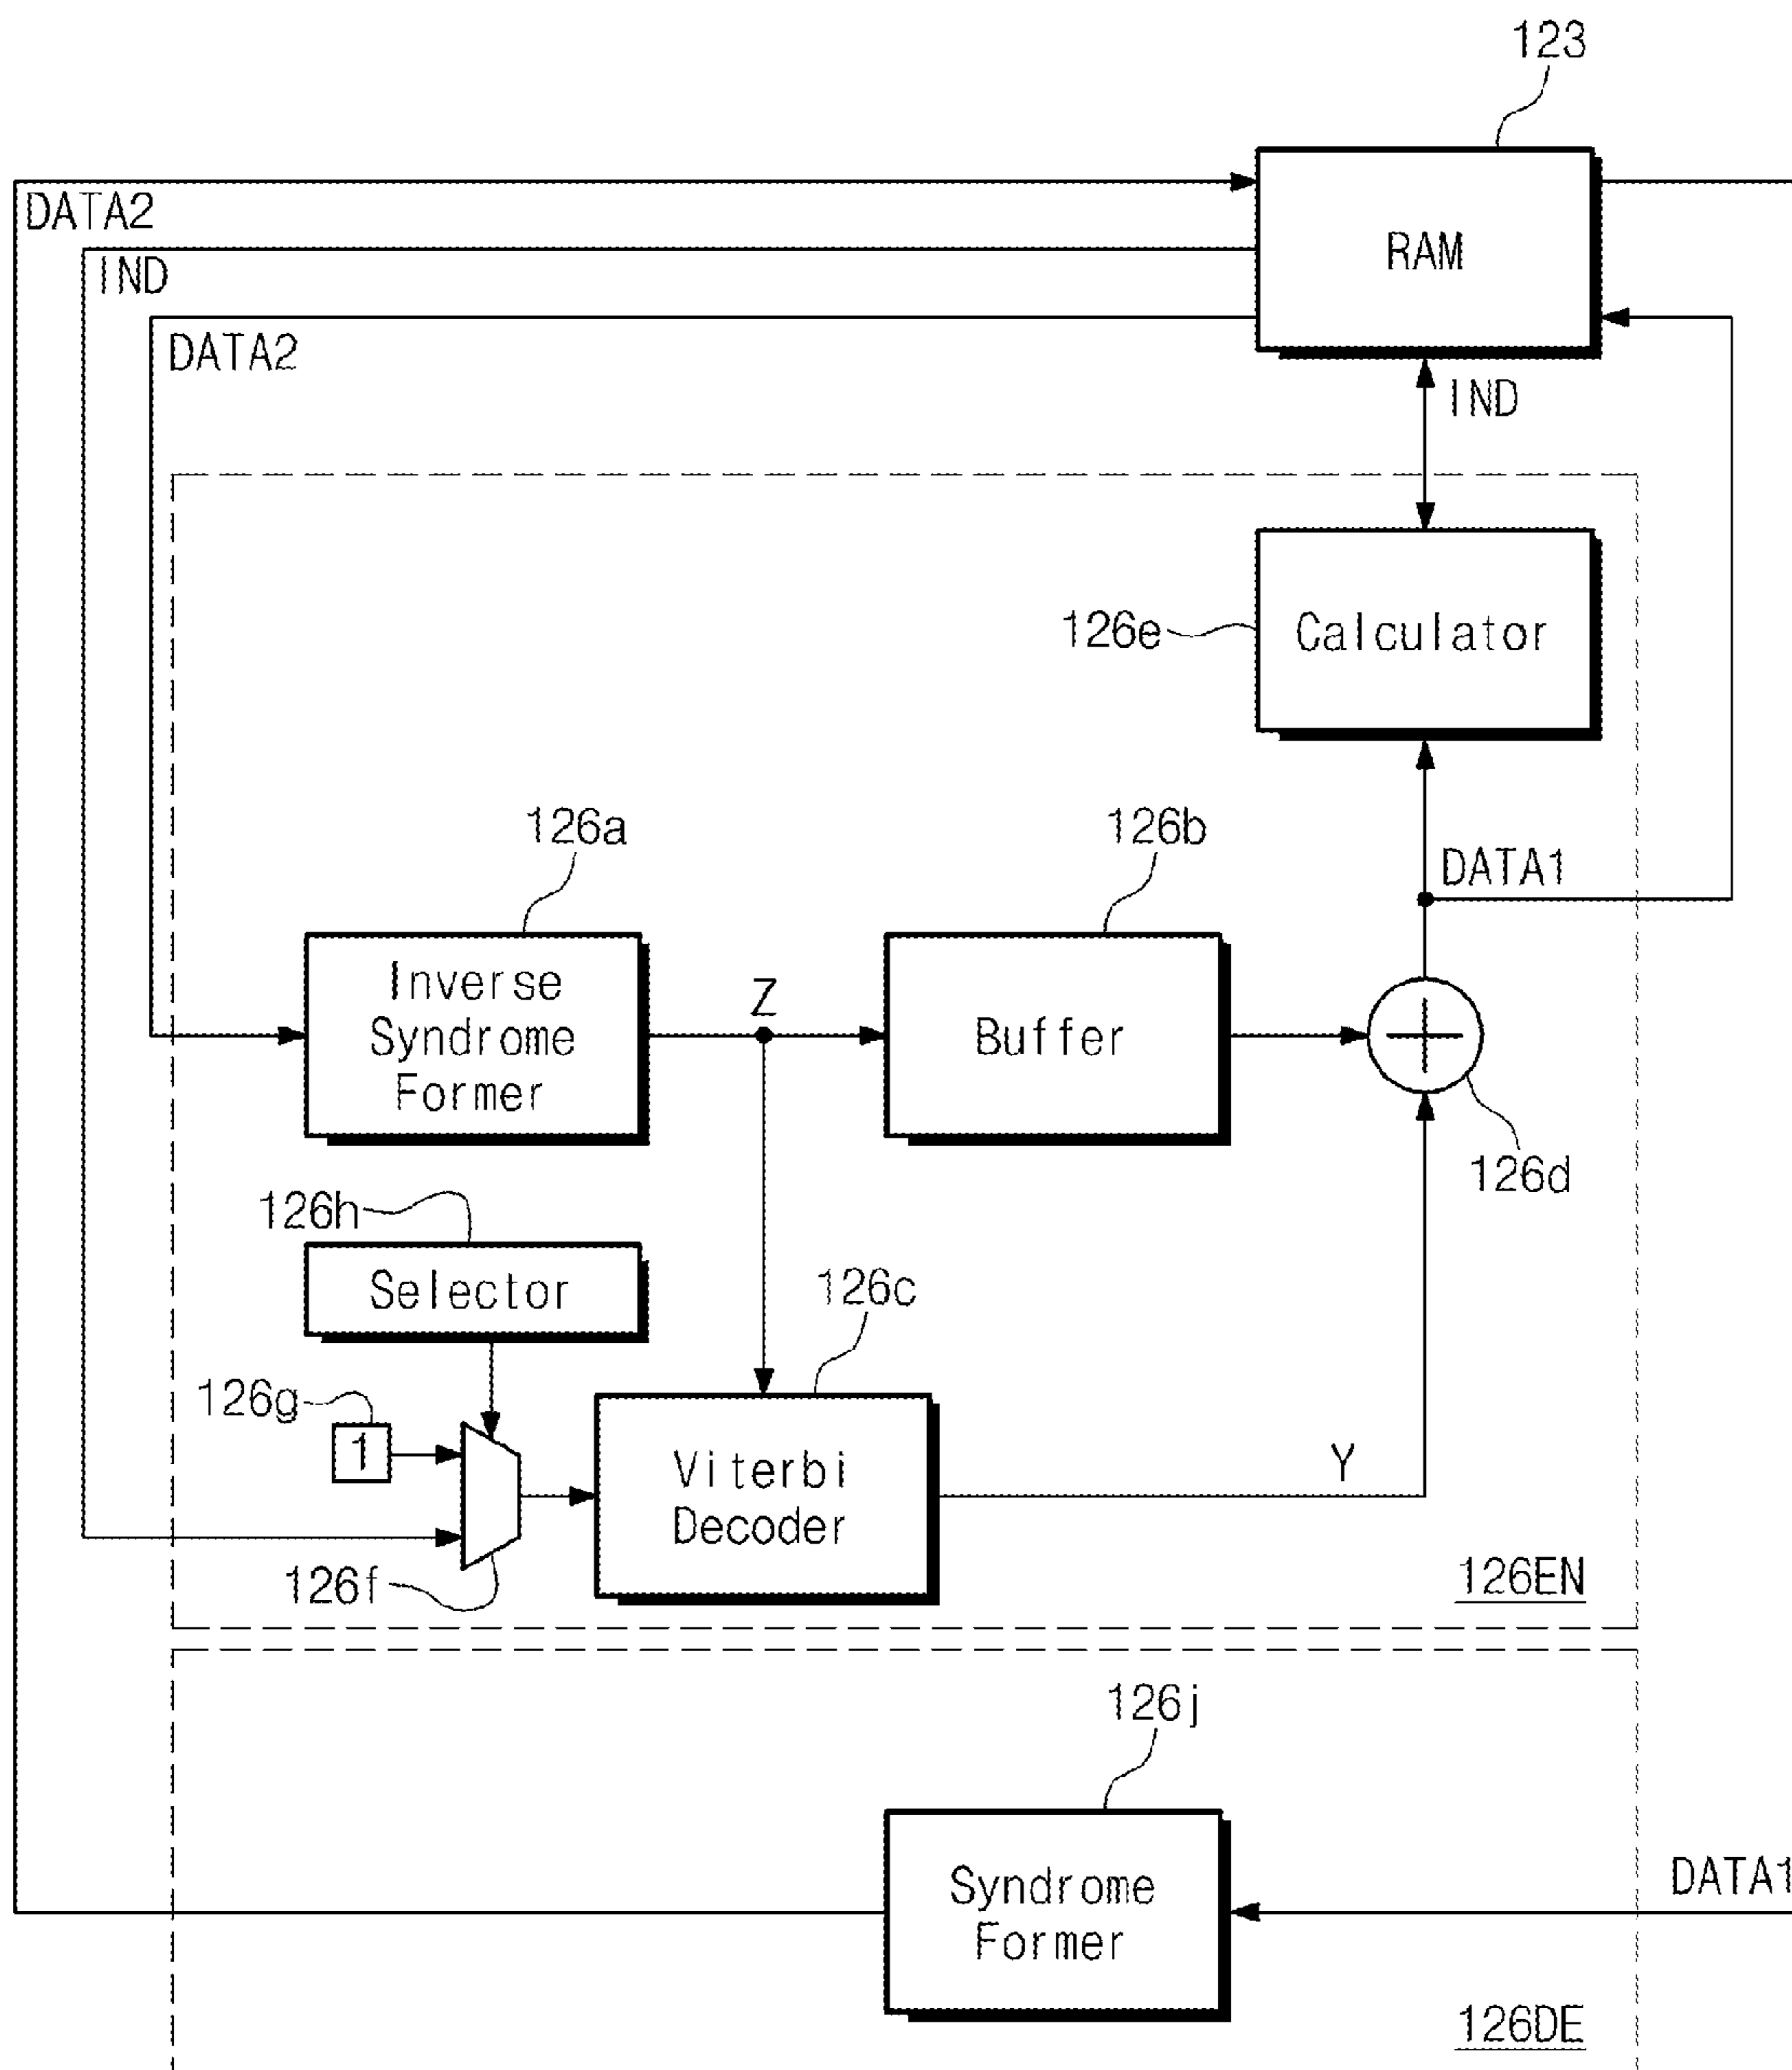 123
DATA2
RAM
IND
DATA2
IND
126e
Calculator
126a
126b
DATA1
Inverse
Syndrome
Former
Z
Buffer
126d
126h
Selector
126c
126g
1
Viterbi
Decoder
Y
126f
126EN
126j
Syndrome
Former
DATA1
126DE